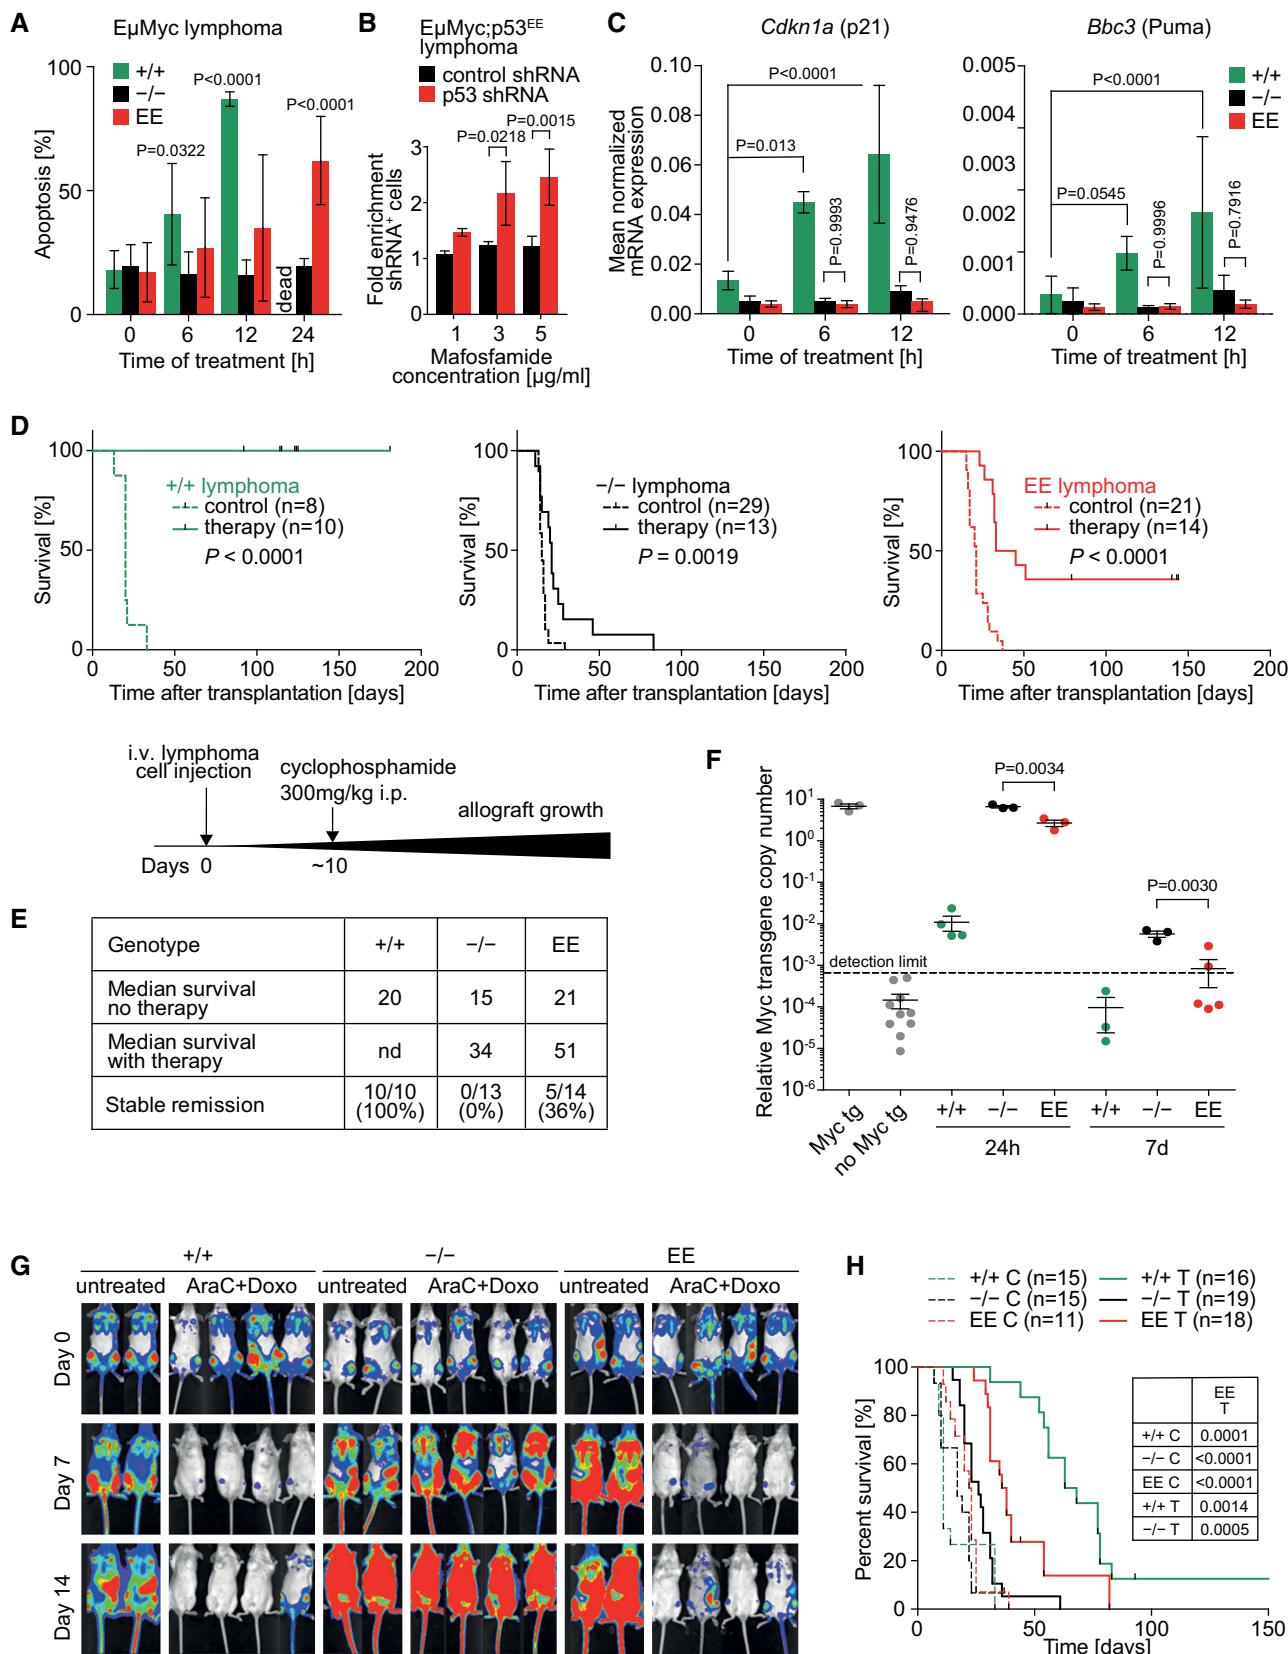 A
EμMyc lymphoma
+/+
−/−
EE
Apoptosis [%]
100
50
0
P=0.0322
P<0.0001
P<0.0001
dead
0 6 12 24
Time of treatment [h]
B
EμMyc;p53EE
lymphoma
control shRNA
p53 shRNA
P=0.0218
P=0.0015
Fold enrichment
shRNA+ cells
3
2
1
0
1 3 5
Mafosfamide
concentration [μg/ml]
C
Cdkn1a (p21)
Mean normalized
mRNA expression
0.10
0.08
0.06
0.04
0.02
0.00
P<0.0001
P=0.013
P=0.9993
P=0.9476
0 6 12
Time of treatment [h]
Bbc3 (Puma)
0.005
0.004
0.003
0.002
0.001
0.000
P<0.0001
P=0.0545
P=0.9996
P=0.7916
+/+
−/−
EE
0 6 12
Time of treatment [h]
D
Survival [%]
100
50
0
+/+ lymphoma
control (n=8)
therapy (n=10)
P < 0.0001
0 50 100 150 200
Time after transplantation [days]
Survival [%]
100
50
0
−/− lymphoma
control (n=29)
therapy (n=13)
P = 0.0019
0 50 100 150 200
Time after transplantation [days]
Survival [%]
100
50
0
EE lymphoma
control (n=21)
therapy (n=14)
P < 0.0001
0 50 100 150 200
Time after transplantation [days]
i.v. lymphoma
cell injection
cyclophosphamide
300mg/kg i.p.
allograft growth
Days 0 ~10
E
Genotype +/+ −/− EE
Median survival
no therapy
20 15 21
Median survival
with therapy
nd 34 51
Stable remission
10/10
(100%)
0/13
(0%)
5/14
(36%)
F
Relative Myc transgene copy number
10^1
10^0
10^-1
10^-2
10^-3
10^-4
10^-5
10^-6
P=0.0034
P=0.0030
detection limit
Myc tg
no Myc tg
+/+ −/− EE +/+ −/− EE
24h 7d
G
+/+ −/− EE
untreated AraC+Doxo untreated AraC+Doxo untreated AraC+Doxo
Day 0
Day 7
Day 14
H
+/+ C (n=15) +/+ T (n=16)
−/− C (n=15) −/− T (n=19)
EE C (n=11) EE T (n=18)
Percent survival [%]
100
80
60
40
20
0
EE
T
+/+ C 0.0001
−/− C <0.0001
EE C <0.0001
+/+ T 0.0014
−/− T 0.0005
0 50 100 150
Time [days]